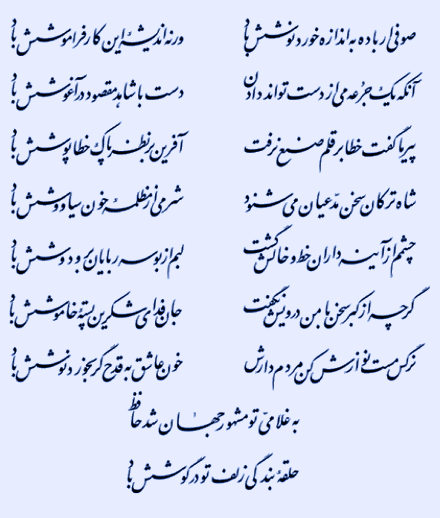 صوفی ار باده به اندازه خورد نوشش باد ورنه اندیشه این کار فراموشش باد
آنکه یک جرعه می از دست تواند دادن دست با شاهد مقصود در آغوشش باد
پیر ما گفت خطا بر قلم صنع نرفت آفرین بر نظر پاک خطاپوشش باد
شاه ترکان سخن مدعیان می‌شنود شرمی از مظلمه خون سیاووشش باد
چشمم از آینه‌داران خط و خالش گشت لبم از بوسه‌ربایان بر و دوشش باد
گرچه از کبر سخن با من درویش نگفت جان فدای شکرین پسته خاموشش باد
نرگس مست نوازش کن مردم دارش خون عاشق به قدح گر بخورد نوشش باد
به غلامی تو مشهور جهان شد حافظ
حلقه بندگی زلف تو در گوشش باد